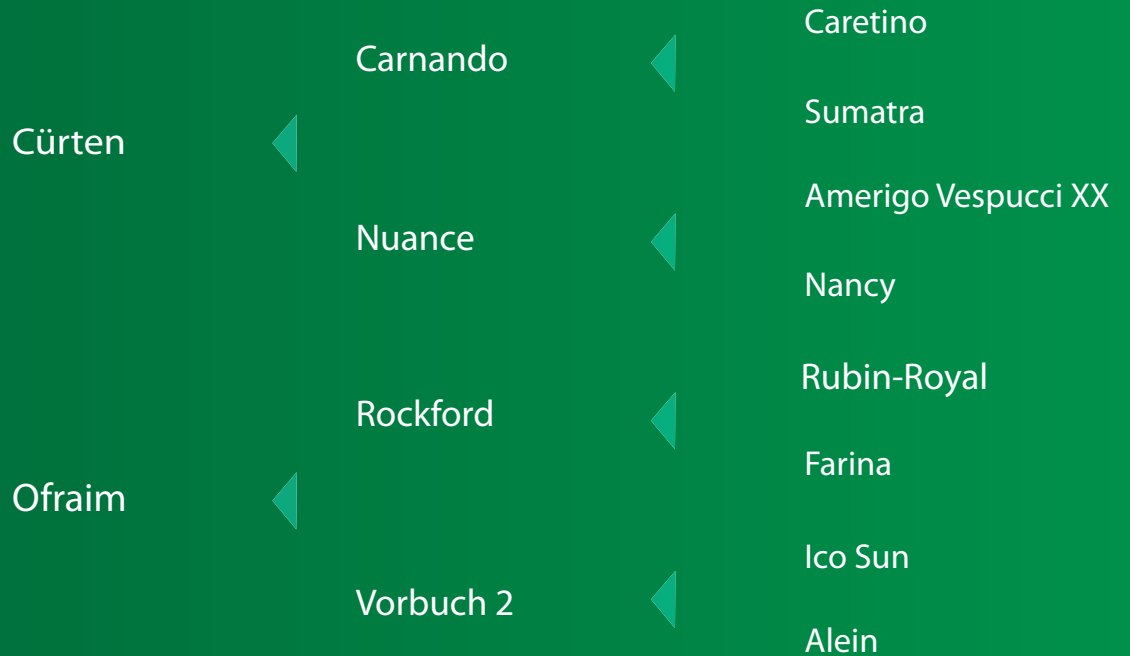 Cürten
Ofraim
Carnando
Nuance
Rockford
Vorbuch 2
Caretino
Sumatra
Amerigo Vespucci XX
Nancy
Rubin-Royal
Farina
Ico Sun
Alein